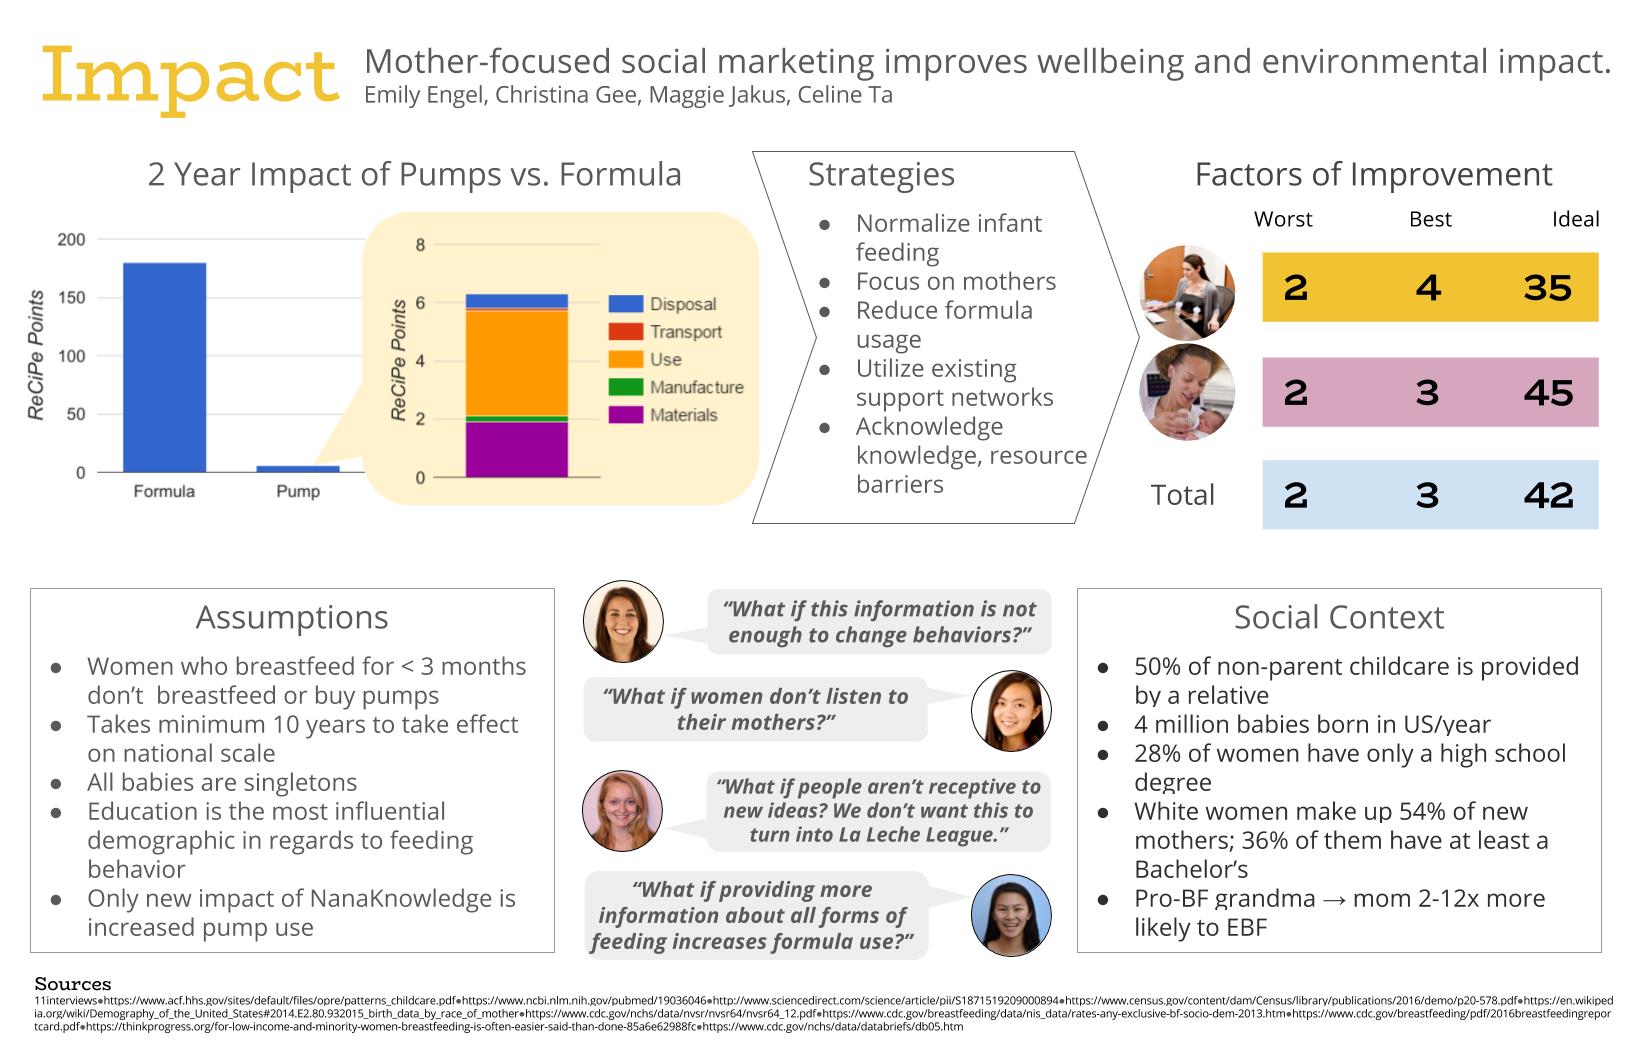 Impact
Mother-focused social marketing improves wellbeing and environmental impact.
Emily Engel, Christina Gee, Maggie Jakus, Celine Ta
2 Year Impact of Pumps vs. Formula
200
150
100
50
0
ReCiPe Points
Formula
Pump
8
6
4
2
0
ReCiPe Points
Disposal
Transport
Use
Manufacture
Materials
Strategies
● Normalize infant
feeding
● Focus on mothers
● Reduce formula
usage
● Utilize existing
support networks
● Acknowledge
knowledge, resource
barriers
Factors of Improvement
Worst Best Ideal
2 4 35
2 3 45
Total 2 3 42
Assumptions
● Women who breastfeed for < 3 months
don’t  breastfeed or buy pumps
● Takes minimum 10 years to take effect
on national scale
● All babies are singletons
● Education is the most influential
demographic in regards to feeding
behavior
● Only new impact of NanaKnowledge is
increased pump use
“What if this information is not
enough to change behaviors?”
“What if women don’t listen to
their mothers?”
“What if people aren’t receptive to
new ideas? We don’t want this to
turn into La Leche League.”
“What if providing more
information about all forms of
feeding increases formula use?”
Social Context
● 50% of non-parent childcare is provided
by a relative
● 4 million babies born in US/year
● 28% of women have only a high school
degree
● White women make up 54% of new
mothers; 36% of them have at least a
Bachelor’s
● Pro-BF grandma → mom 2-12x more
likely to EBF
Sources
11interviews●https://www.acf.hhs.gov/sites/default/files/opre/patterns_childcare.pdf●https://www.ncbi.nlm.nih.gov/pubmed/19036046●http://www.sciencedirect.com/science/article/pii/S1871519209000894●https://www.census.gov/content/dam/Census/library/publications/2016/demo/p20-578.pdf●https://en.wikiped
ia.org/wiki/Demography_of_the_United_States#2014.E2.80.932015_birth_data_by_race_of_mother●https://www.cdc.gov/nchs/data/nvsr/nvsr64/nvsr64_12.pdf●https://www.cdc.gov/breastfeeding/data/nis_data/rates-any-exclusive-bf-socio-dem-2013.htm●https://www.cdc.gov/breastfeeding/pdf/2016breastfeedingrepor
tcard.pdf●https://thinkprogress.org/for-low-income-and-minority-women-breastfeeding-is-often-easier-said-than-done-85a6e62988fc●https://www.cdc.gov/nchs/data/databriefs/db05.htm